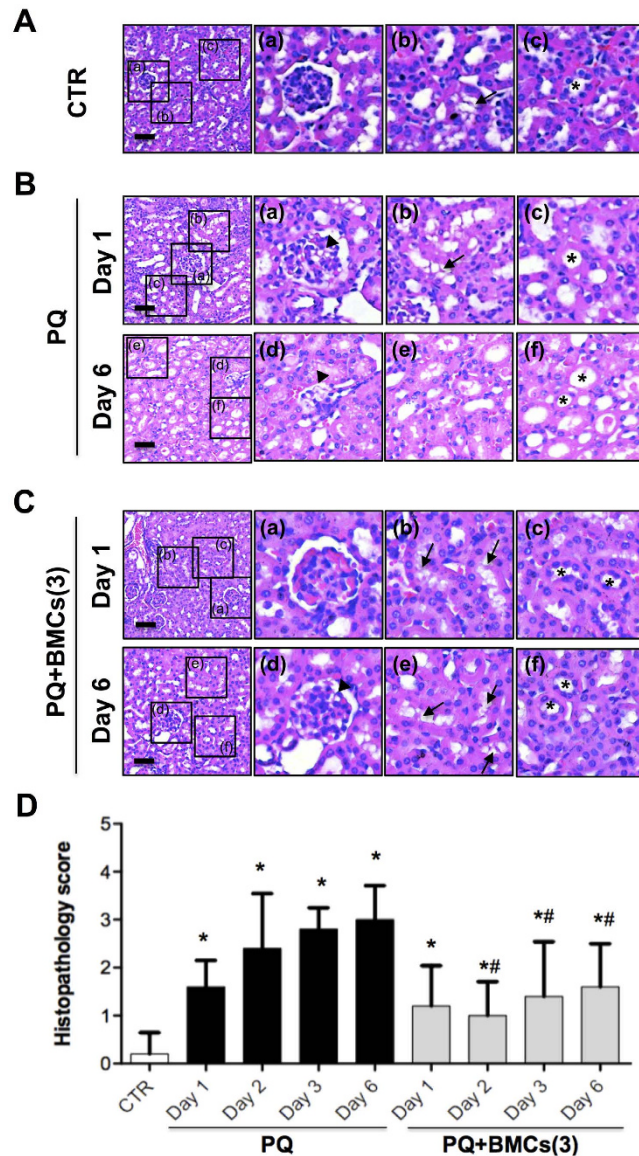 A
CTR
(a)
(b)
(c)
(a)
(b)
(c)
*
B
PQ
Day 1
(b)
(a)
(c)
(a)
(b)
(c)
*
Day 6
(e)
(d)
(f)
(d)
(e)
(f)
*
*
C
PQ+BMCs(3)
Day 1
(b)
(c)
(a)
(a)
(b)
(c)
*
*
Day 6
(e)
(d)
(f)
(d)
(e)
(f)
*
*
D
Histopathology score
5
4
3
2
1
0
*
*
*
*
*
*#
*#
*#
CTR
Day 1
Day 2
Day 3
Day 6
Day 1
Day 2
Day 3
Day 6
PQ
PQ+BMCs(3)